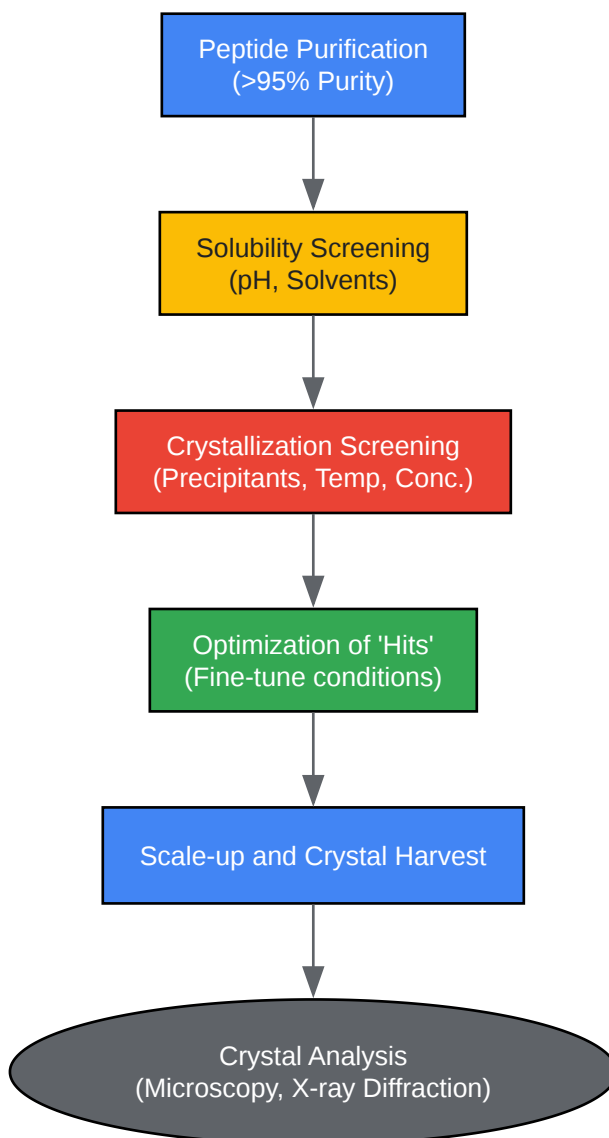 Peptide Purification
(>95% Purity)
Solubility Screening
(pH, Solvents)
Crystallization Screening
(Precipitants, Temp, Conc.)
Optimization of 'Hits'
(Fine-tune conditions)
Scale-up and Crystal Harvest
Crystal Analysis
(Microscopy, X-ray Diffraction)